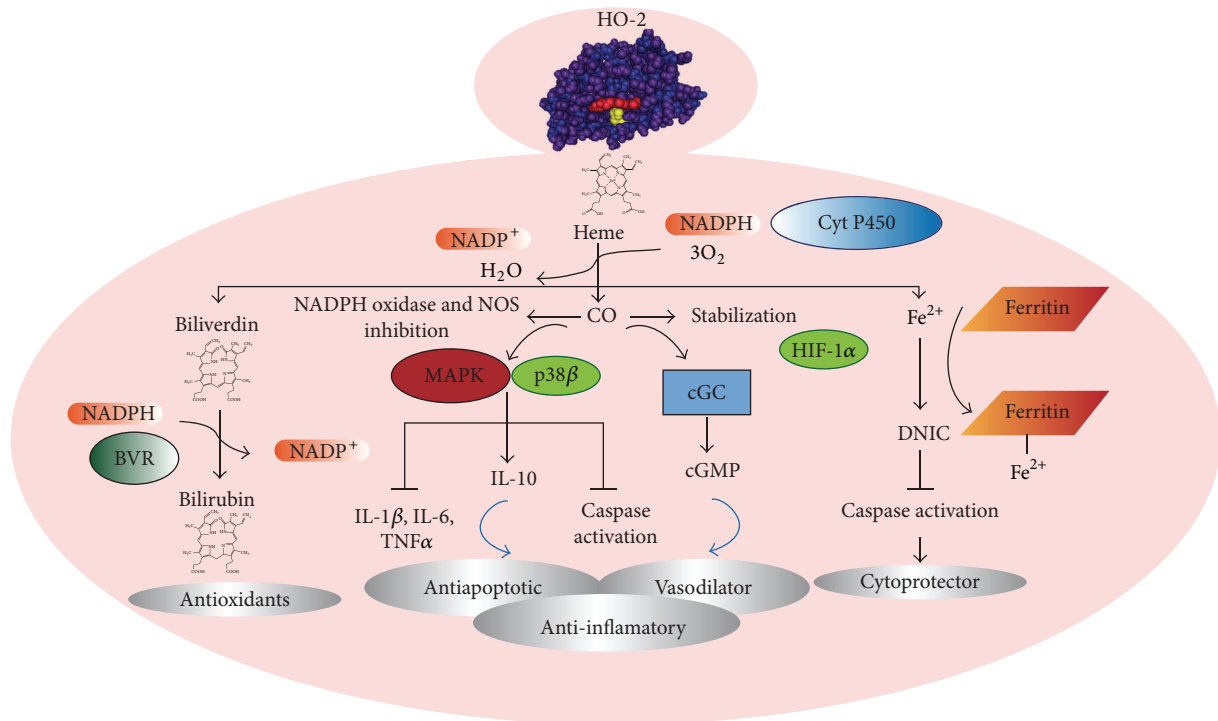 HO-2
Heme
NADP⁺
H₂O
NADPH
3O₂
Cyt P450
Biliverdin
NADPH oxidase and NOS
inhibition
CO
Stabilization
HIF-1α
Fe²⁺
Ferritin
MAPK
p38β
cGC
NADPH
BVR
NADP⁺
Bilirubin
IL-10
cGMP
DNIC
Ferritin
Fe²⁺
IL-1β, IL-6,
TNFα
Caspase
activation
Caspase activation
Antioxidants
Antiapoptotic
Vasodilator
Cytoprotector
Anti-inflamatory